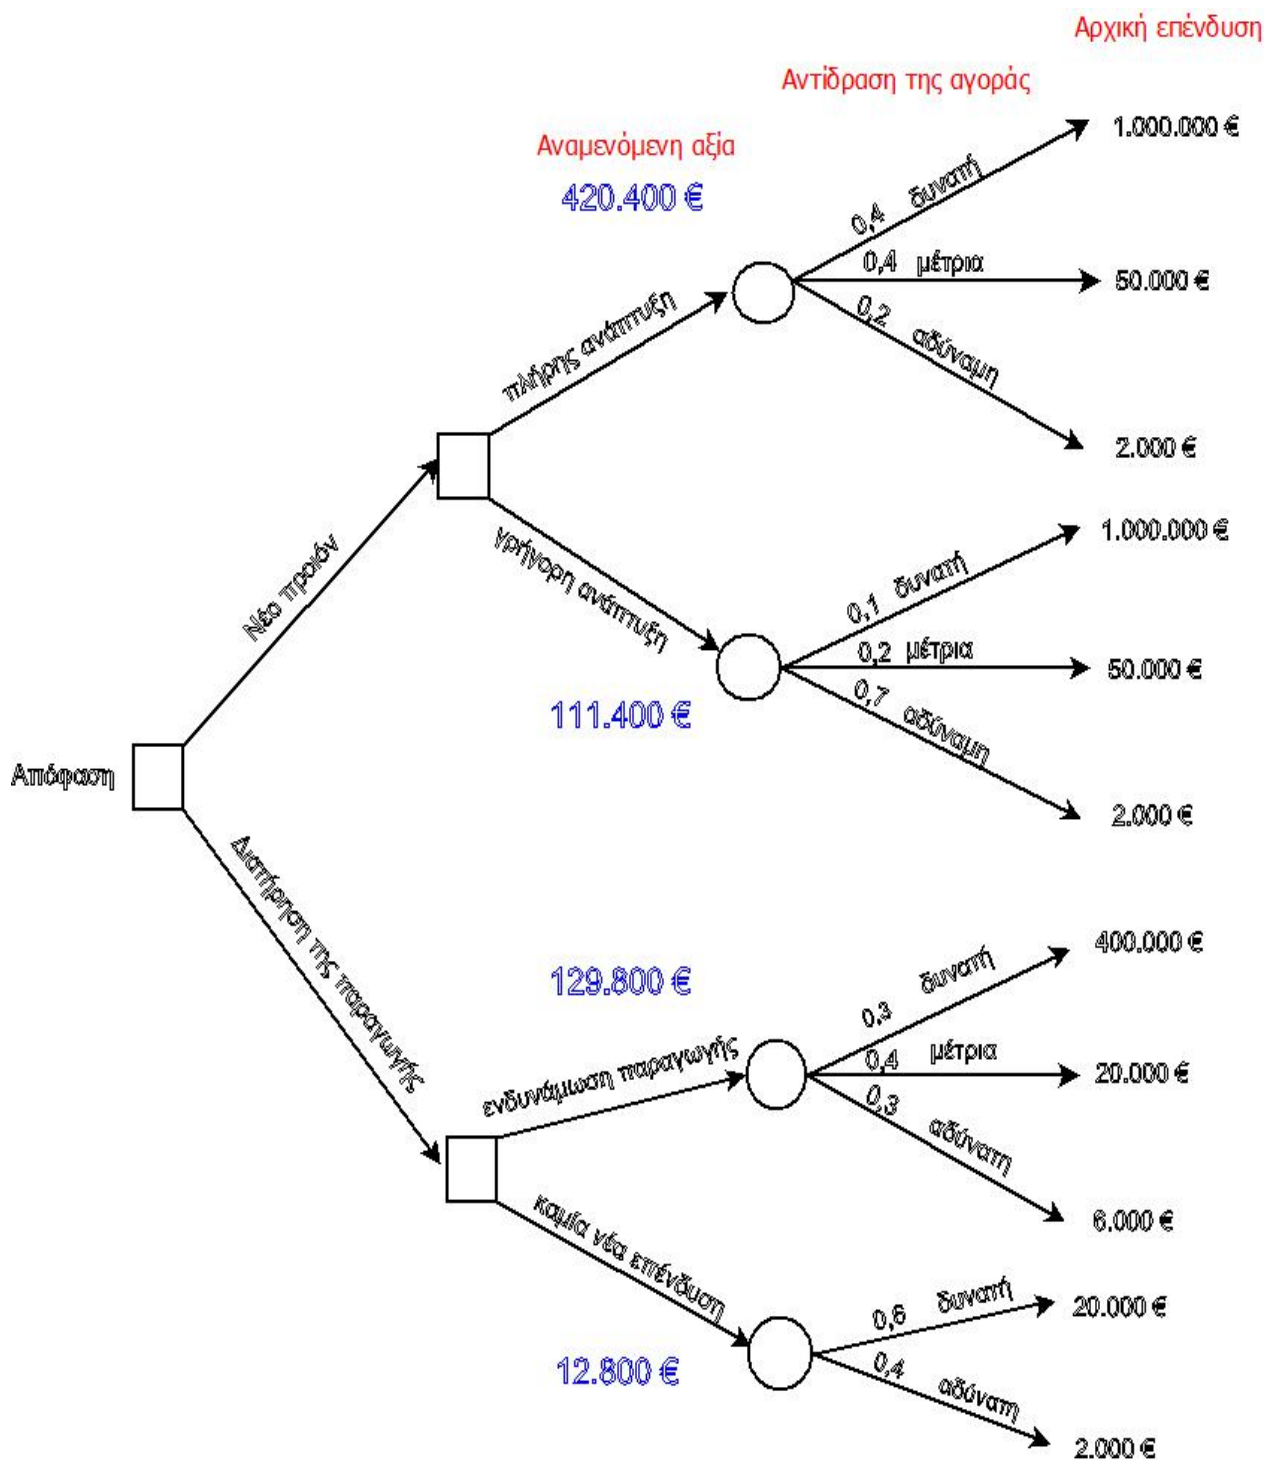 Αρχική επένδυση
Αντίδραση της αγοράς
Αναμενόμενη αξία
420.400 €
0,4 δυνατή
1.000.000 €
0,4 μέτρια
50.000 €
0,2 αδύναμη
2.000 €
πλήρης ανάπτυξη
Νέο προιόν
γρήγορη ανάπτυξη
111.400 €
0,1 δυνατή
1.000.000 €
0,2 μέτρια
50.000 €
0,7 αδύναμη
2.000 €
Απόφαση
Διατήρηση της παραγωγής
129.800 €
ενδυνάμωση παραγωγής
0,3 δυνατή
400.000 €
0,4 μέτρια
20.000 €
0,3 αδύνατη
6.000 €
καμία νέα επένδυση
12.800 €
0,6 δυνατή
20.000 €
0,4 αδύνατη
2.000 €